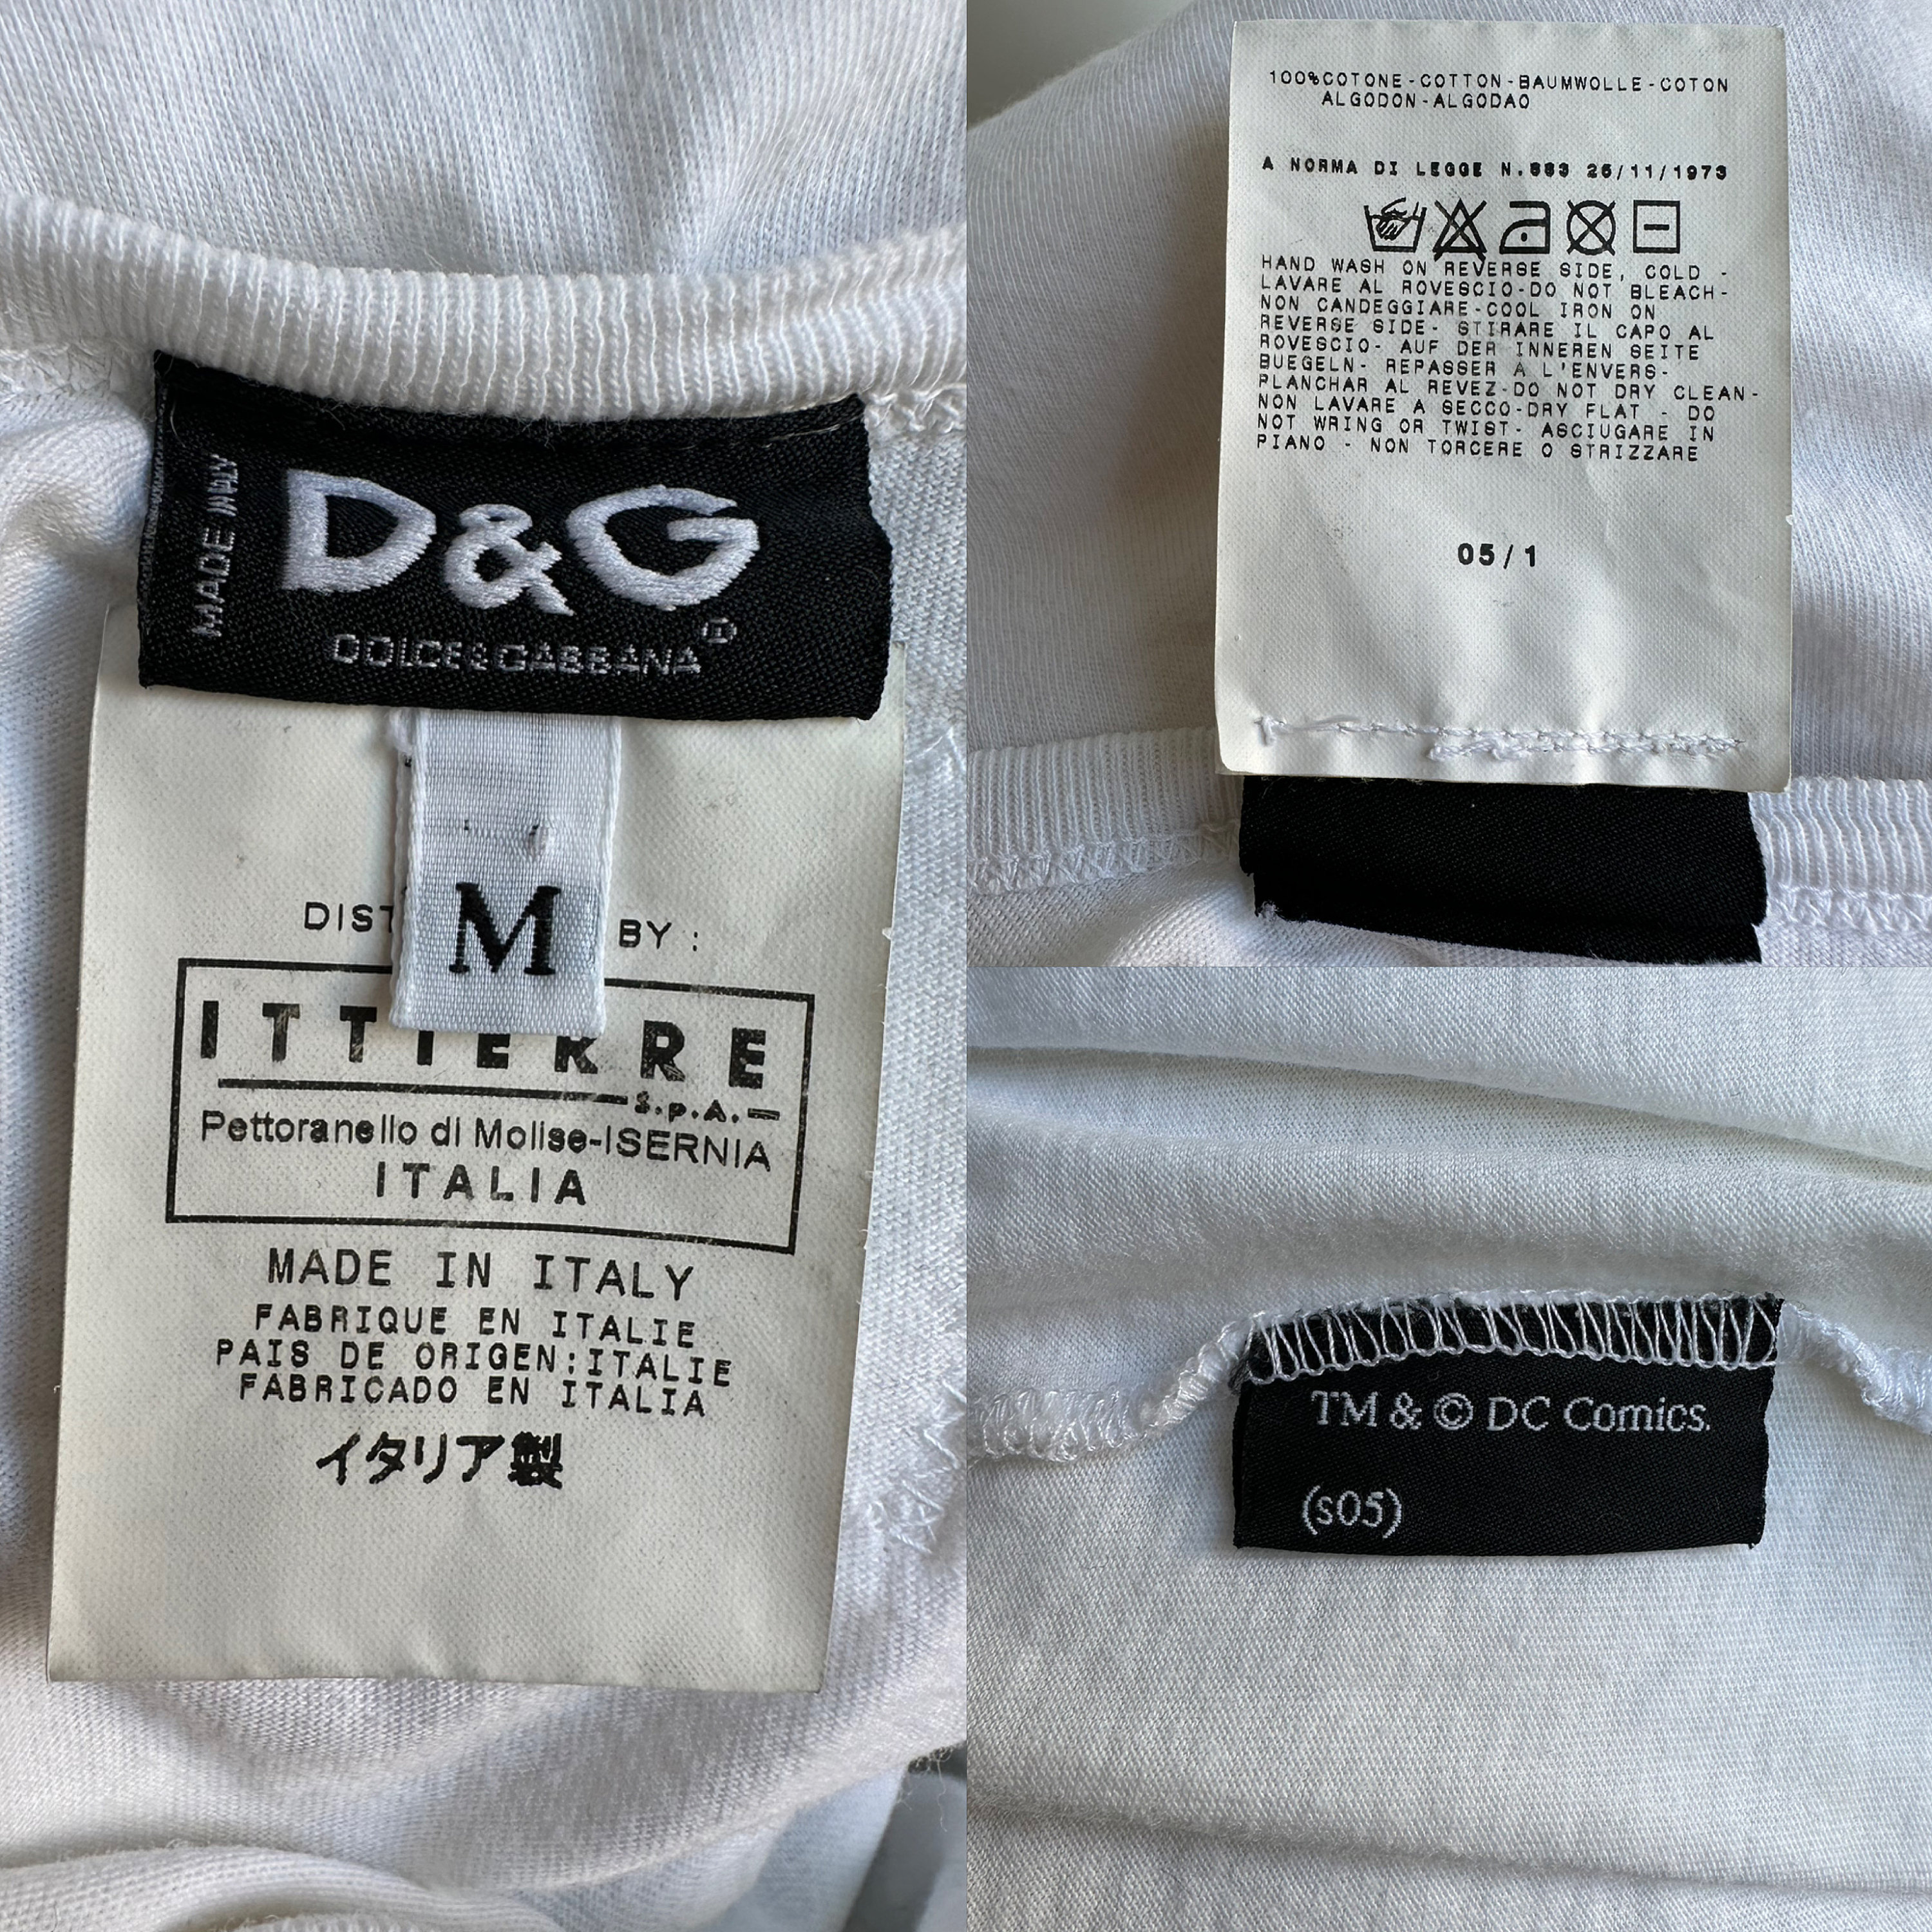 MADE IN ITALY
D&G
DOLCE&GABBANA®
M
BY :
ITTIERRE
S.p.A.
Pettoranello di Molise-ISERNIA
ITALIA
MADE IN ITALY
FABRIQUE EN ITALIE
PAIS DE ORIGEN:ITALIE
FABRICADO EN ITALIA
イタリア製
100%COTONE-COTTON-BAUMWOLLE-COTON
ALGODON-ALGODAO
A NORMA DI LEGGE N.883 26/11/1973
HAND WASH ON REVERSE SIDE, COLD -
LAVARE AL ROVESCIO-DO NOT BLEACH-
NON CANDEGGIARE-COOL IRON ON
REVERSE SIDE- STIRARE IL CAPO AL
ROVESCIO- AUF DER INNEREN SEITE
BUEGELN- REPASSER A L'ENVERS-
PLANCHAR AL REVEZ-DO NOT DRY CLEAN-
NON LAVARE A SECCO-DRY FLAT - DO
NOT WRING OR TWIST- ASCIUGARE IN
PIANO - NON TORCERE O STRIZZARE
05/1
TM & © DC Comics.
(s05)